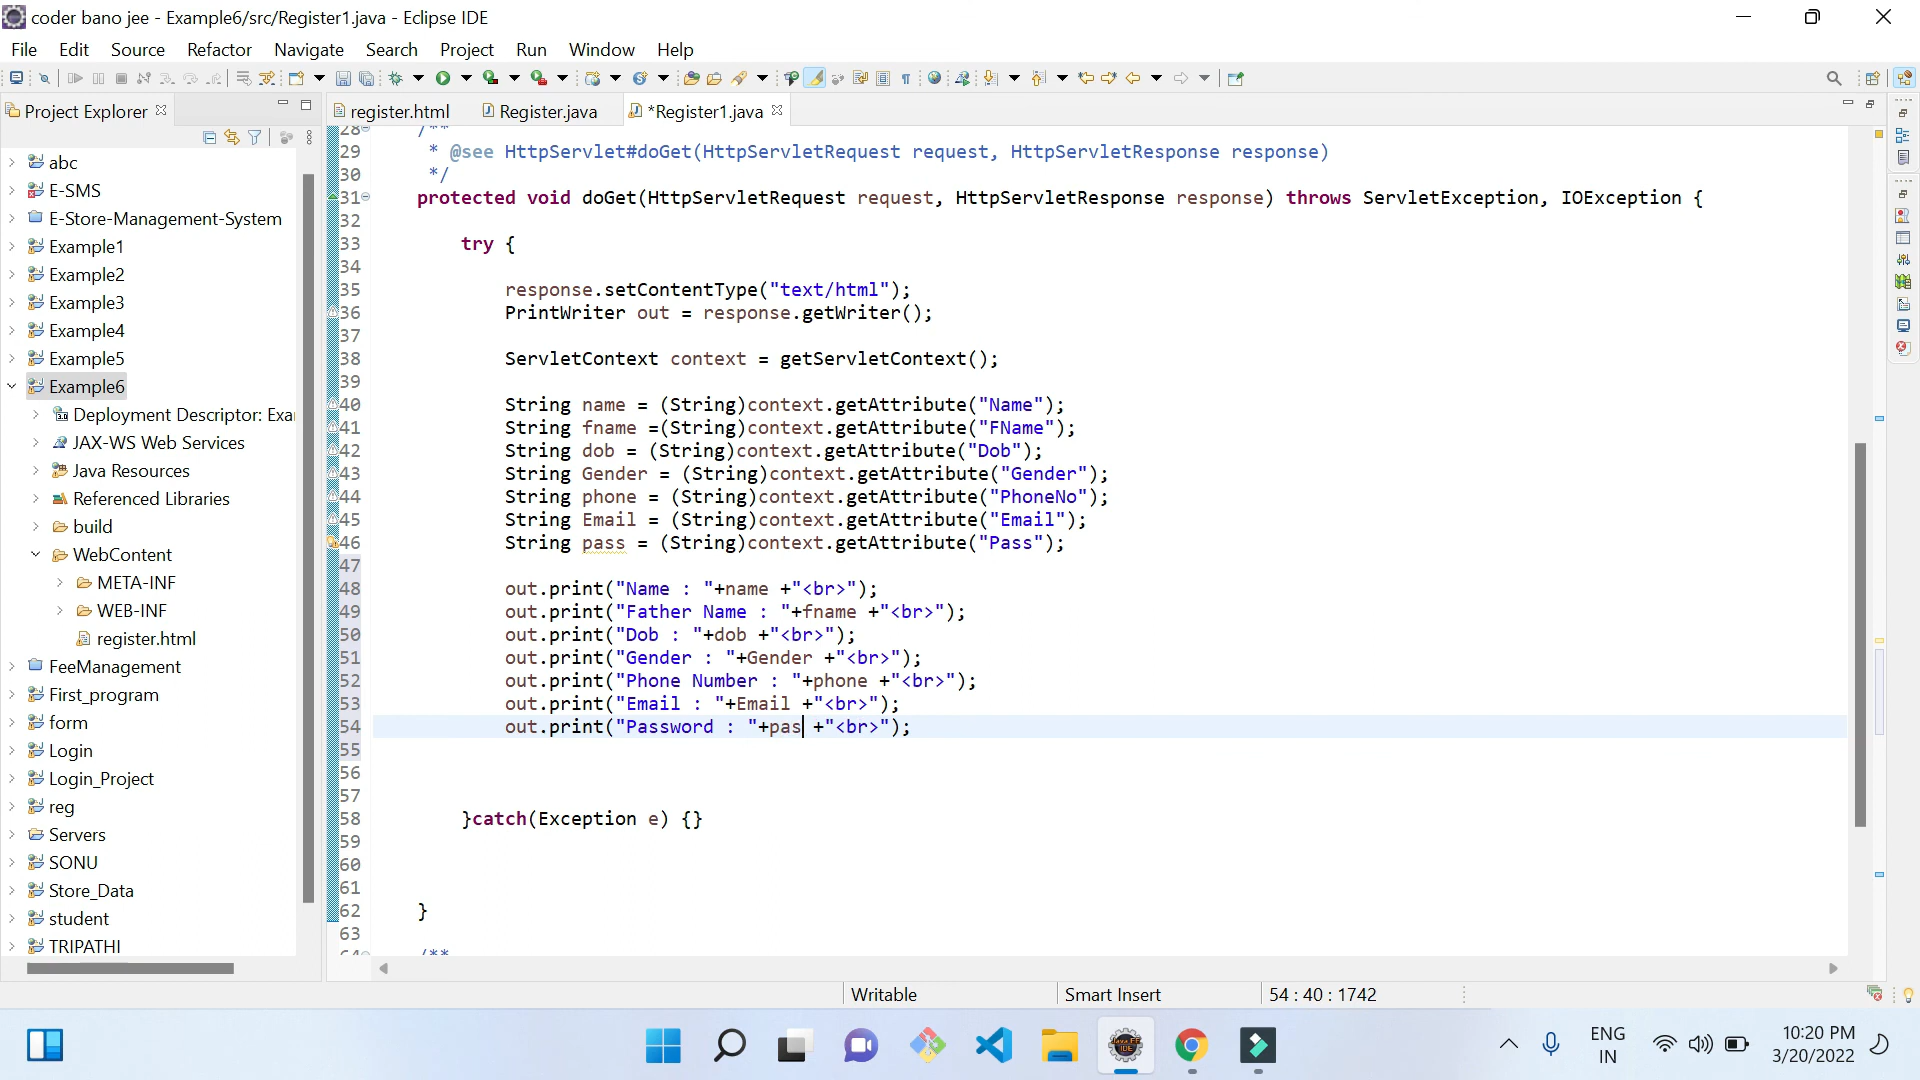 coder bano jee - Example6/src/Register1.java - Eclipse IDE
File Edit Source Refactor Navigate Search Project Run Window Help
Project Explorer
register.html Register.java *Register1.java
abc
E-SMS
E-Store-Management-System
Example1
Example2
Example3
Example4
Example5
Example6
Deployment Descriptor: Exa
JAX-WS Web Services
Java Resources
Referenced Libraries
build
WebContent
META-INF
WEB-INF
register.html
FeeManagement
First_program
form
Login
Login_Project
reg
Servers
SONU
Store_Data
student
TRIPATHI
28 /**
29 * @see HttpServlet#doGet(HttpServletRequest request, HttpServletResponse response)
30 */
31 protected void doGet(HttpServletRequest request, HttpServletResponse response) throws ServletException, IOException {
32
33 try {
34
35 response.setContentType("text/html");
36 PrintWriter out = response.getWriter();
37
38 ServletContext context = getServletContext();
39
40 String name = (String)context.getAttribute("Name");
41 String fname =(String)context.getAttribute("FName");
42 String dob = (String)context.getAttribute("Dob");
43 String Gender = (String)context.getAttribute("Gender");
44 String phone = (String)context.getAttribute("PhoneNo");
45 String Email = (String)context.getAttribute("Email");
46 String pass = (String)context.getAttribute("Pass");
47
48 out.print("Name : "+name +"<br>");
49 out.print("Father Name : "+fname +"<br>");
50 out.print("Dob : "+dob +"<br>");
51 out.print("Gender : "+Gender +"<br>");
52 out.print("Phone Number : "+phone +"<br>");
53 out.print("Email : "+Email +"<br>");
54 out.print("Password : "+pas +"<br>");
55
56
57
58 }catch(Exception e) {}
59
60
61
62 }
63
64 /**
Writable Smart Insert 54 : 40 : 1742
ENG
IN
10:20 PM
3/20/2022